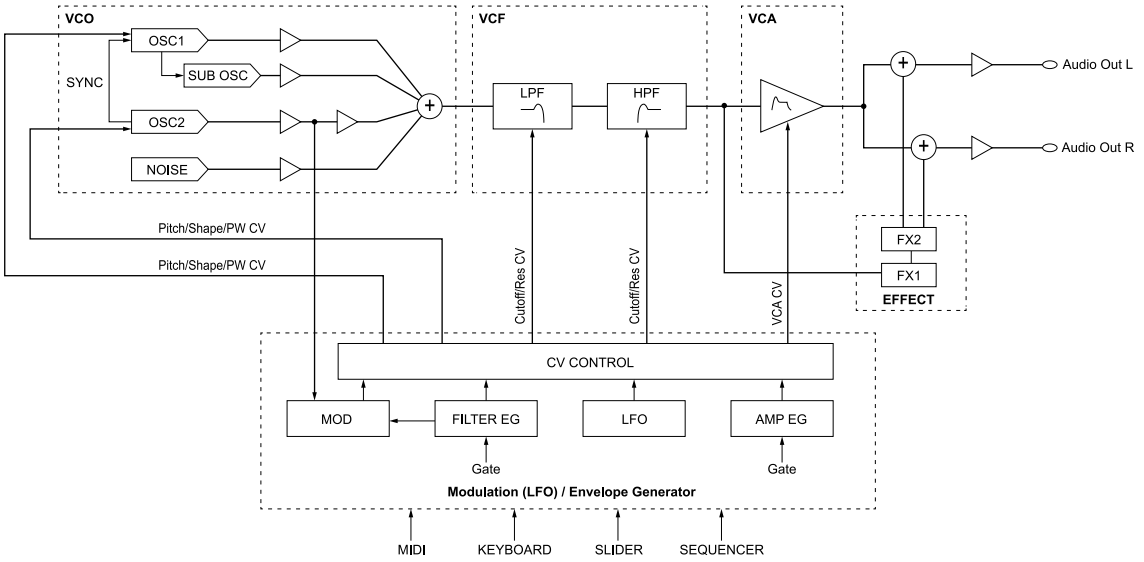 VCO
VCF
VCA
OSC1
SUB OSC
SYNC
OSC2
NOISE
LPF
HPF
Audio Out L
Audio Out R
Pitch/Shape/PW CV
Pitch/Shape/PW CV
Cutoff/Res CV
Cutoff/Res CV
VCA CV
FX2
FX1
EFFECT
CV CONTROL
MOD
FILTER EG
LFO
AMP EG
Gate
Gate
Modulation (LFO) / Envelope Generator
MIDI
KEYBOARD
SLIDER
SEQUENCER